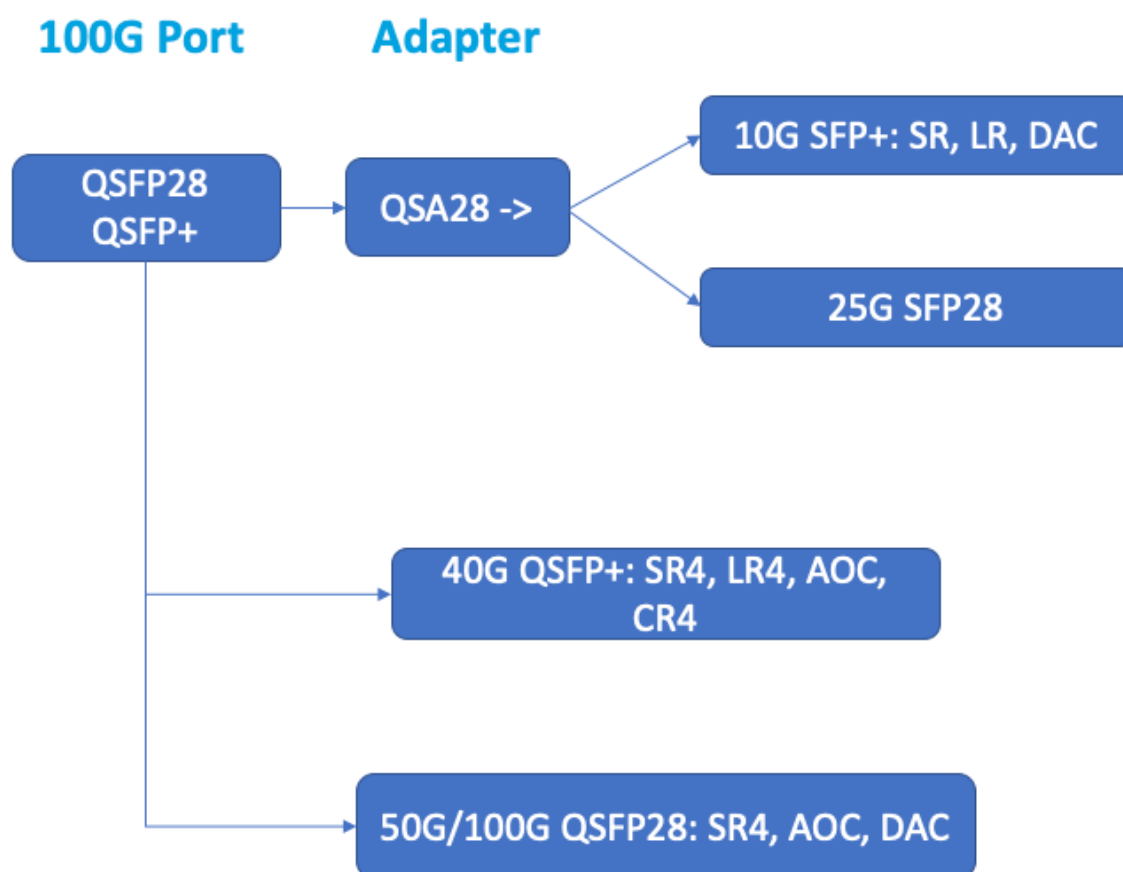 100G Port
Adapter
QSFP28
QSFP+
QSA28 ->
10G SFP+: SR, LR, DAC
25G SFP28
40G QSFP+: SR4, LR4, AOC,
CR4
50G/100G QSFP28: SR4, AOC, DAC